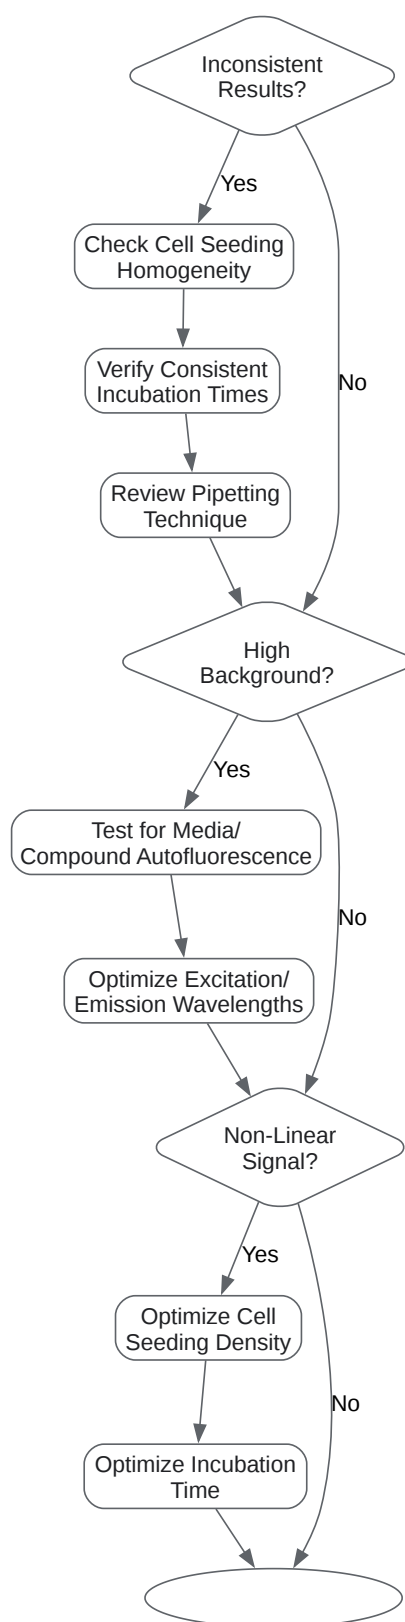 Inconsistent
Results?
Yes
Check Cell Seeding
Homogeneity
Verify Consistent
Incubation Times
No
Review Pipetting
Technique
High
Background?
Yes
Test for Media/
Compound Autofluorescence
No
Optimize Excitation/
Emission Wavelengths
Non-Linear
Signal?
Yes
Optimize Cell
Seeding Density
No
Optimize Incubation
Time